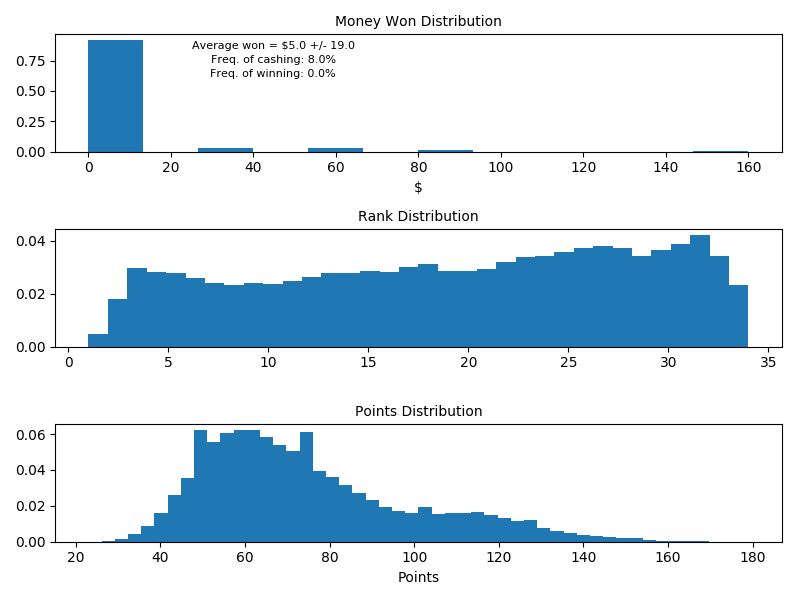 Money Won Distribution
Average won = $5.0 +/- 19.0
Freq. of cashing: 8.0%
Freq. of winning: 0.0%
0.75
0.50
0.25
0.00
0 20 40 60 80 100 120 140 160
$
Rank Distribution
0.04
0.02
0.00
0 5 10 15 20 25 30 35
Points Distribution
0.06
0.04
0.02
0.00
20 40 60 80 100 120 140 160 180
Points